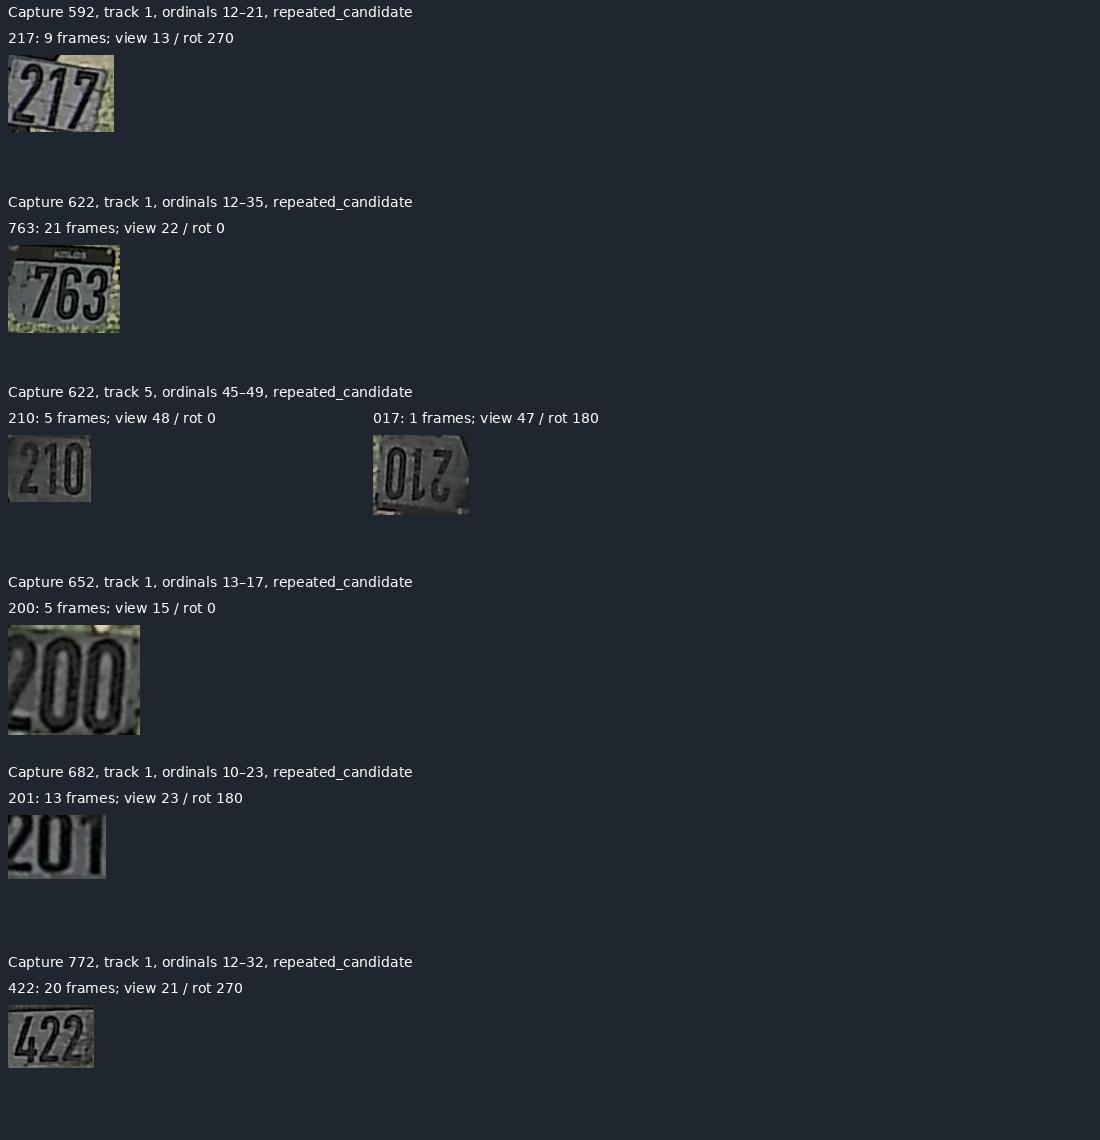 Capture 592, track 1, ordinals 12–21, repeated_candidate
217: 9 frames; view 13 / rot 270
217
Capture 622, track 1, ordinals 12–35, repeated_candidate
763: 21 frames; view 22 / rot 0
KOLOS
763
Capture 622, track 5, ordinals 45–49, repeated_candidate
210: 5 frames; view 48 / rot 0
017: 1 frames; view 47 / rot 180
210
210
Capture 652, track 1, ordinals 13–17, repeated_candidate
200: 5 frames; view 15 / rot 0
200
Capture 682, track 1, ordinals 10–23, repeated_candidate
201: 13 frames; view 23 / rot 180
201
Capture 772, track 1, ordinals 12–32, repeated_candidate
422: 20 frames; view 21 / rot 270
422